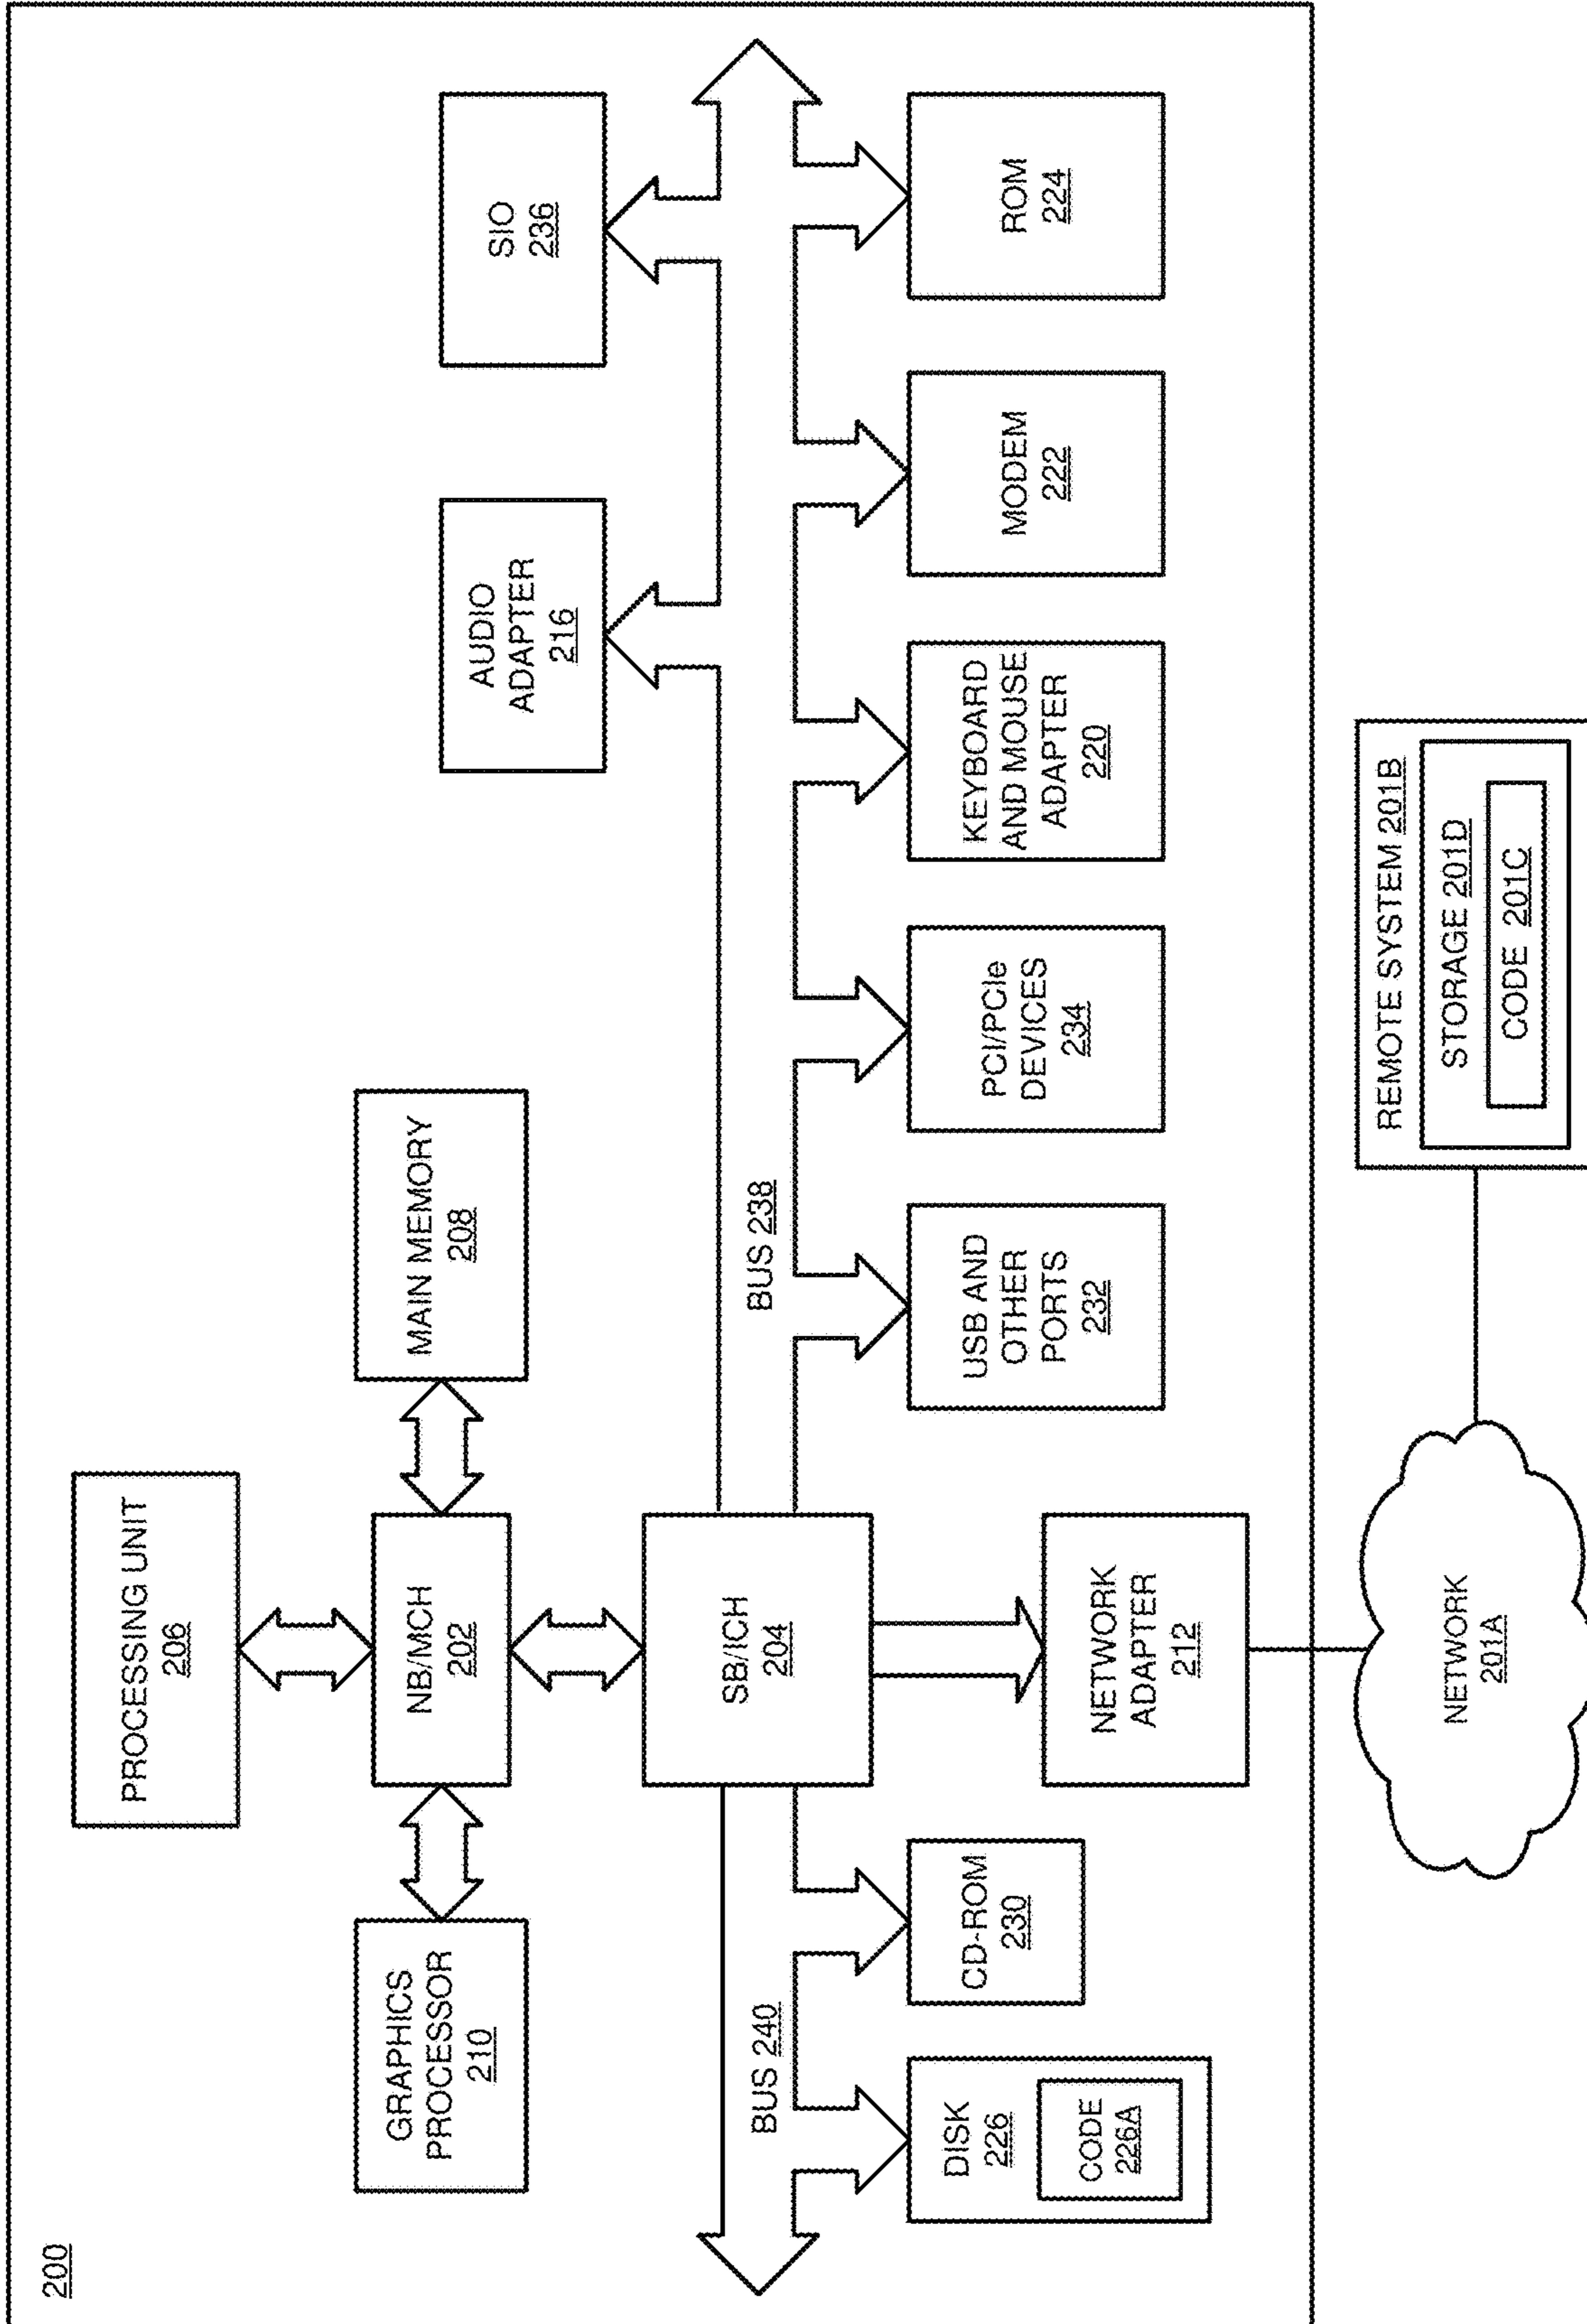 200
PROCESSING UNIT
206
GRAPHICS
PROCESSOR
210
NB/MCH
202
MAIN MEMORY
208
AUDIO
ADAPTER
216
SIO
236
SB/ICH
204
BUS 240
BUS 238
DISK
226
CODE
226A
CD-ROM
230
NETWORK
ADAPTER
212
USB AND
OTHER
PORTS
232
PCI/PCIe
DEVICES
234
KEYBOARD
AND MOUSE
ADAPTER
220
MODEM
222
ROM
224
NETWORK
201A
REMOTE SYSTEM 201B
STORAGE 201D
CODE 201C